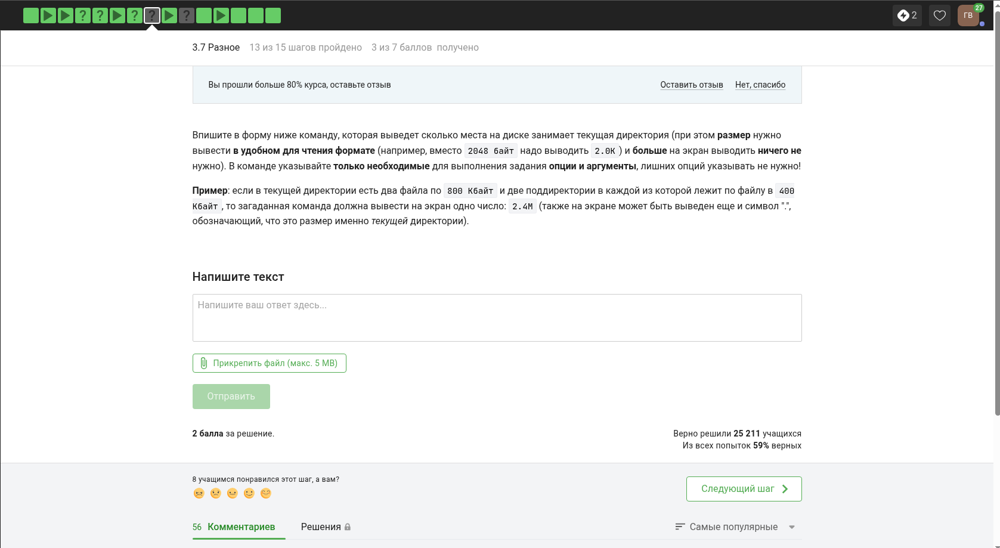 ? ? ? ? ?
2 ГВ 27
3.7 Разное 13 из 15 шагов пройдено 3 из 7 баллов получено
Вы прошли больше 80% курса, оставьте отзыв Оставить отзыв Нет, спасибо
Впишите в форму ниже команду, которая выведет сколько места на диске занимает текущая директория (при этом размер нужно
вывести в удобном для чтения формате (например, вместо 2048 байт надо выводить 2.0K ) и больше на экран выводить ничего не
нужно). В команде указывайте только необходимые для выполнения задания опции и аргументы, лишних опций указывать не нужно!
Пример: если в текущей директории есть два файла по 800 Кбайт и две поддиректории в каждой из которой лежит по файлу в 400
Кбайт , то загаданная команда должна вывести на экран одно число: 2.4M (также на экране может быть выведен еще и символ ".",
обозначающий, что это размер именно текущей директории).
Напишите текст
Напишите ваш ответ здесь...
Прикрепить файл (макс. 5 MB)
Отправить
2 балла за решение. Верно решили 25 211 учащихся
Из всех попыток 59% верных
8 учащимся понравился этот шаг, а вам?
Следующий шаг
56 Комментариев Решения Самые популярные